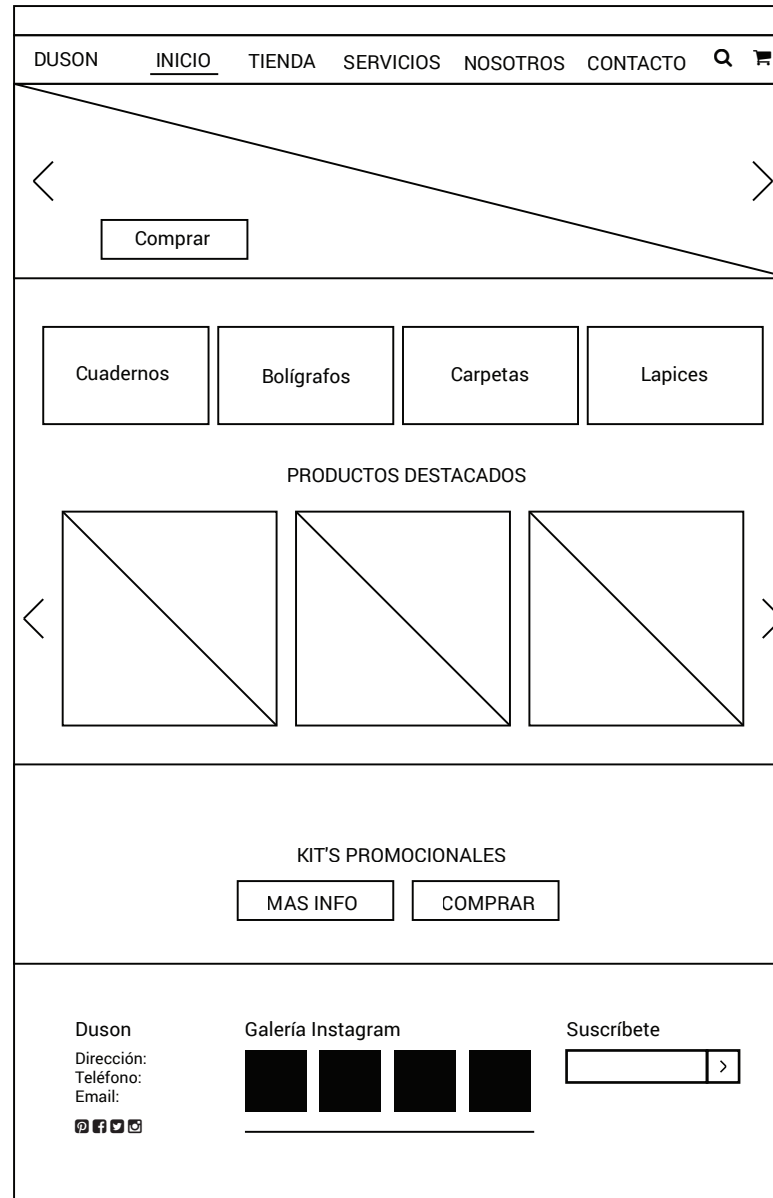 DUSON
INICIO
TIENDA
SERVICIOS
NOSOTROS
CONTACTO
Comprar
Cuadernos
Bolígrafos
Carpetas
Lapices
PRODUCTOS DESTACADOS
KIT'S PROMOCIONALES
MAS INFO
COMPRAR
Duson
Dirección:
Teléfono:
Email:
Galería Instagram
Suscríbete